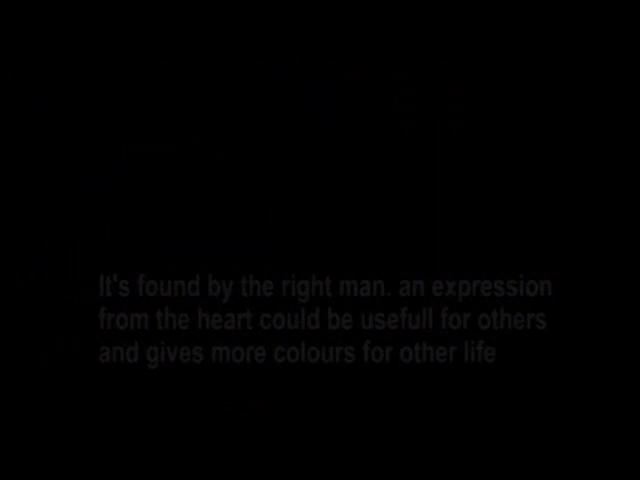 It's found by the right man. an expression
from the heart could be usefull for others
and gives more colours for other life